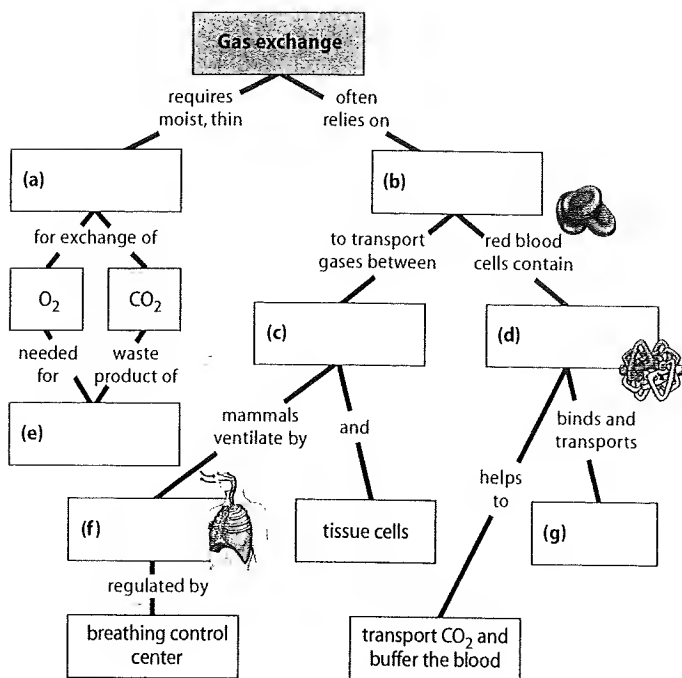 Gas exchange
requires
moist, thin
often
relies on
(a)
(b)
for exchange of
to transport
gases between
red blood
cells contain
O₂
CO₂
(c)
(d)
needed
for
waste
product of
(e)
mammals
ventilate by
and
binds and
transports
helps
to
(f)
tissue cells
(g)
regulated by
breathing control
center
transport CO₂ and
buffer the blood